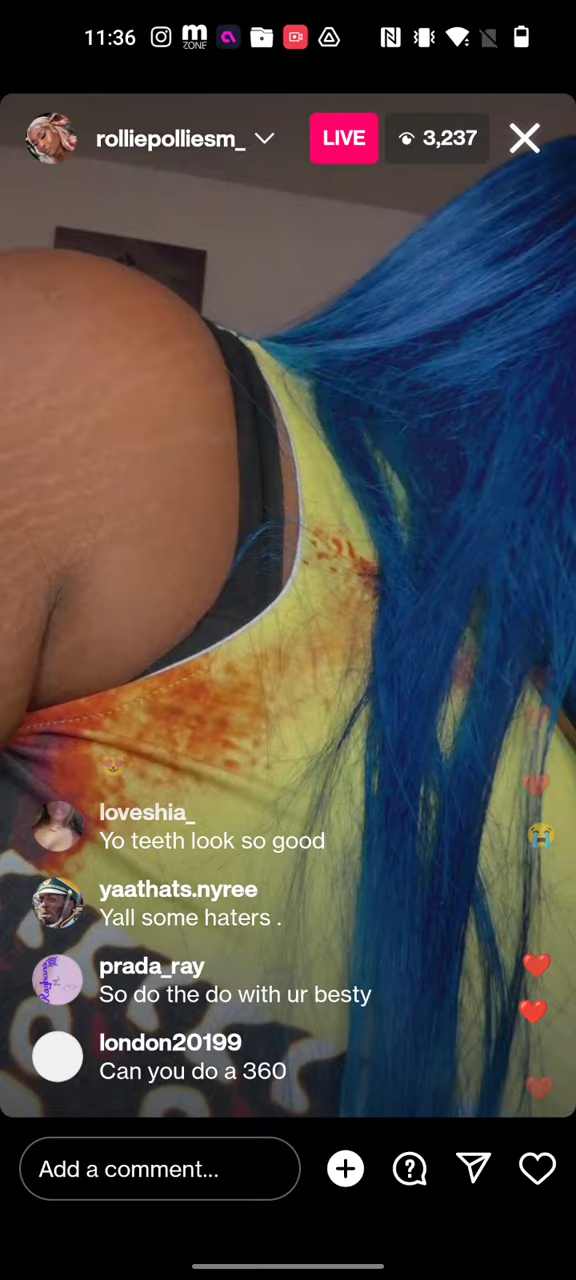 11:36
m
ZONE
rolliepolliesm_
LIVE
3,237
loveshia_
Yo teeth look so good
yaathats.nyree
Yall some haters .
prada_ray
So do the do with ur besty
london20199
Can you do a 360
Add a comment...